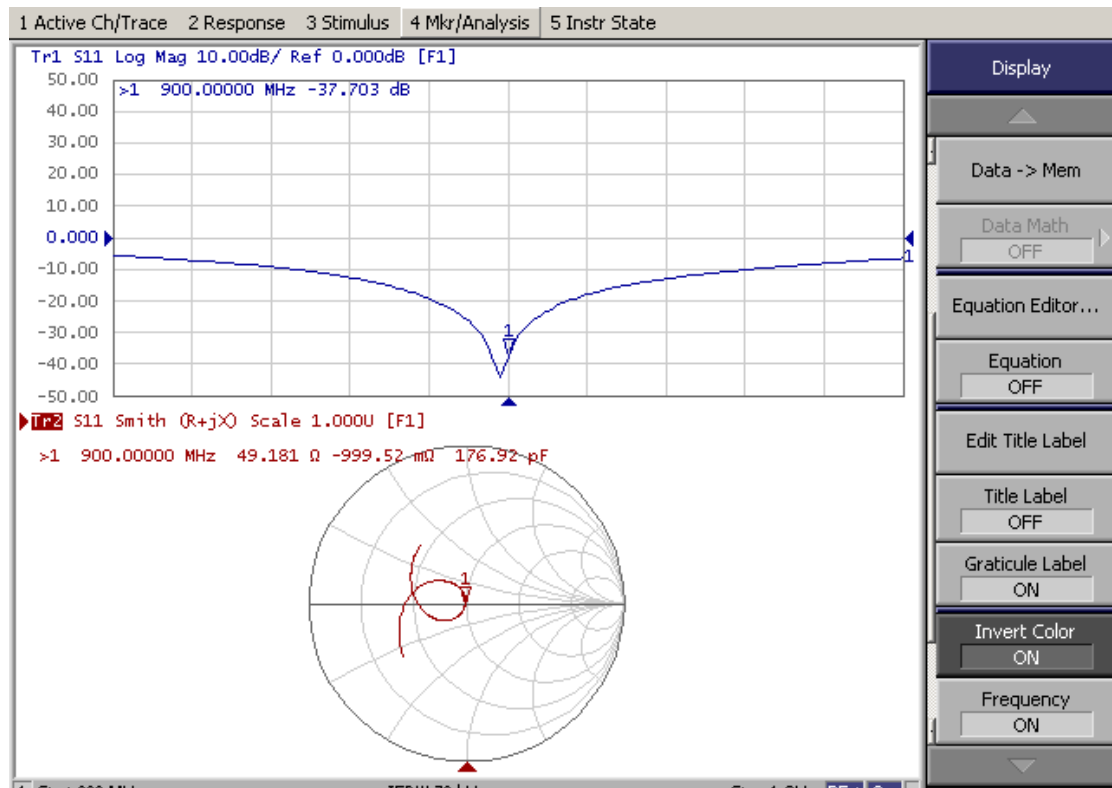 1 Active Ch/Trace 2 Response 3 Stimulus 4 Mkr/Analysis 5 Instr State
Tr1 S11 Log Mag 10.00dB/ Ref 0.000dB [F1]
50.00
>1 900.00000 MHz -37.703 dB
40.00
30.00
20.00
10.00
0.000
1
-10.00
-20.00
-30.00
1
-40.00
-50.00
Tr2 S11 Smith (R+jX) Scale 1.000U [F1]
>1 900.00000 MHz 49.181 Ω -999.52 mΩ 176.92 pF
1
Display
Data -> Mem
Data Math
OFF
Equation Editor...
Equation
OFF
Edit Title Label
Title Label
OFF
Graticule Label
ON
Invert Color
ON
Frequency
ON